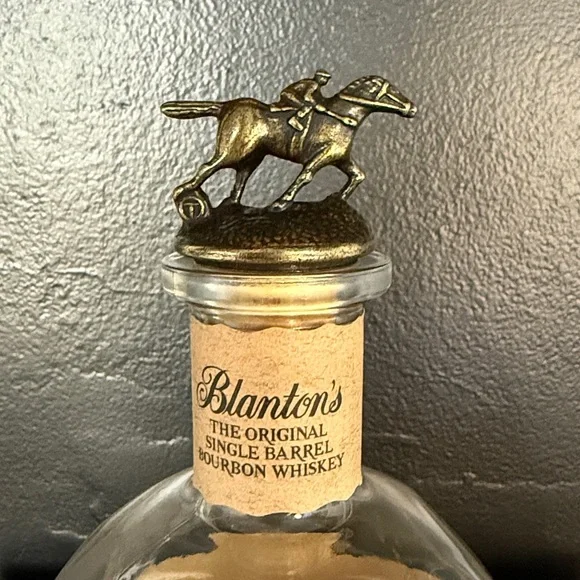 Blanton's
THE ORIGINAL
SINGLE BARREL
BOURBON WHISKEY